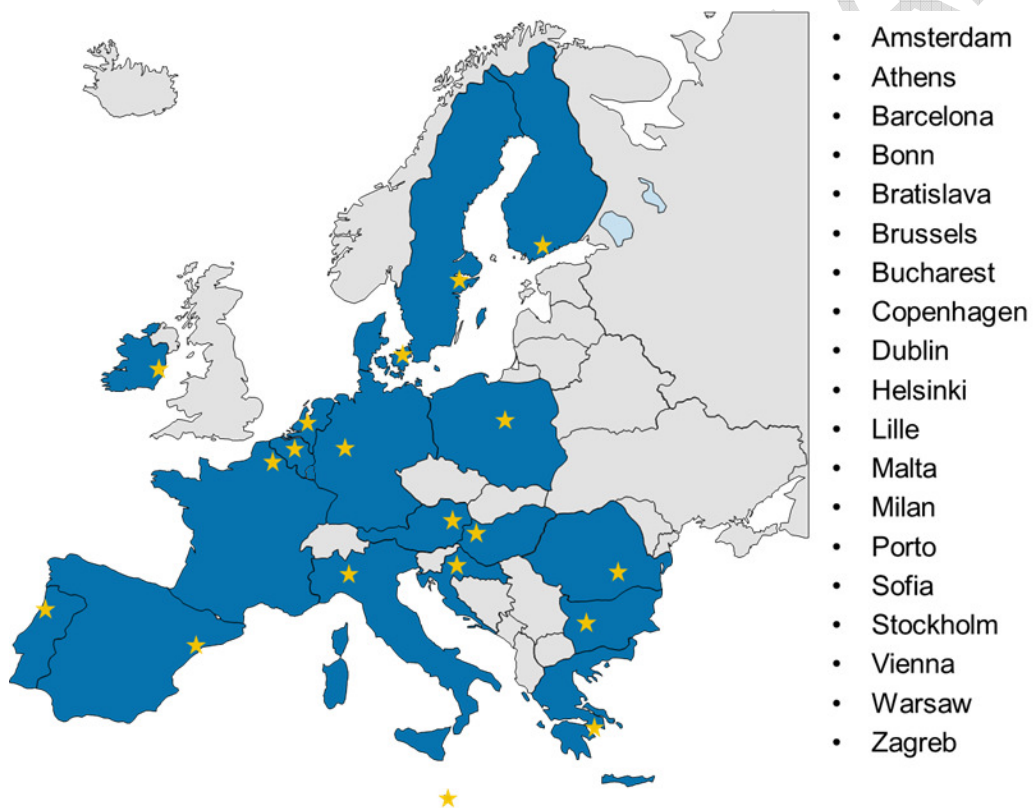 • Amsterdam
• Athens
• Barcelona
• Bonn
• Bratislava
• Brussels
• Bucharest
• Copenhagen
• Dublin
• Helsinki
• Lille
• Malta
• Milan
• Porto
• Sofia
• Stockholm
• Vienna
• Warsaw
• Zagreb